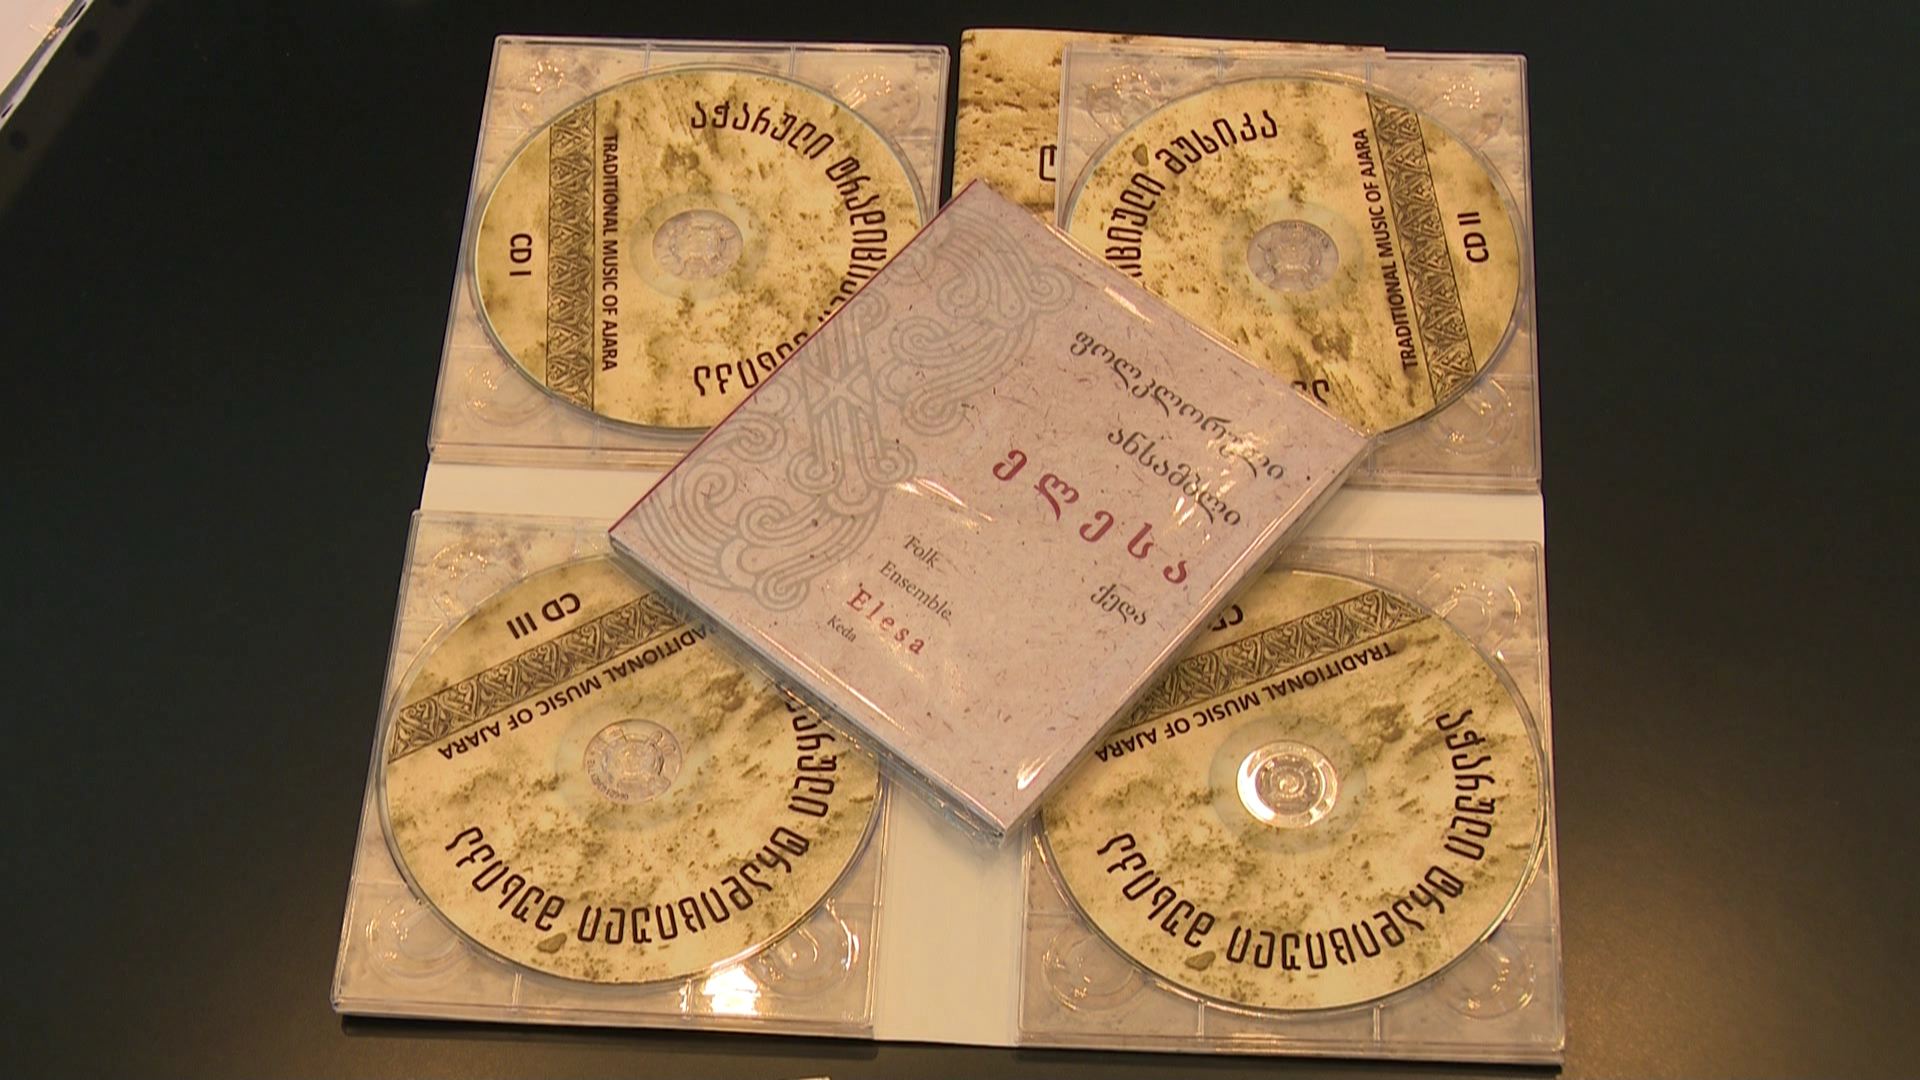 აჭარული ტრადიციული მუსიკა
TRADITIONAL MUSIC OF AJARA
CD I
მუსიკა
TRADITIONAL MUSIC OF AJARA
CD II
ფოლკლორული
ანსამბლი
ელესა
ქედა
Folk
Ensemble
Elesa
Keda
CD III
TRADITIONAL MUSIC OF AJARA
აჭარული ტრადიციული მუსიკა
TRADITIONAL MUSIC OF AJARA
აჭარული ტრადიციული მუსიკა